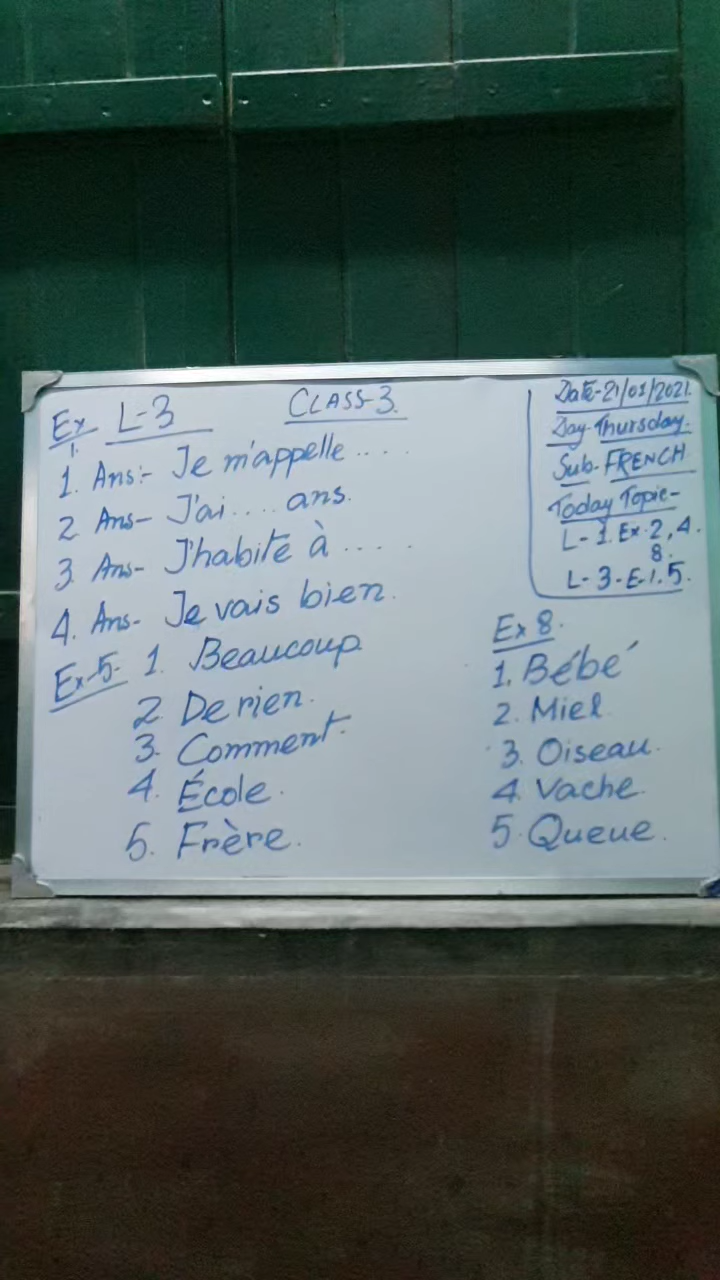 Ex L-3 CLASS-3.
1.
1. Ans:- Je m'appelle ....
2. Ans- J'ai .... ans.
3. Ans- J'habite à ....
4. Ans- Je vais bien.
Ex-5- 1. Beaucoup
2. De rien.
3. Comment.
4. École.
5. Frère.
Date-21/01/2021.
Day-Thursday.
Sub-FRENCH
Today Topic-
L-1. Ex-2, 4.
8.
L-3-E-1, 5.
Ex 8.
1. Bébé
2. Miel
3. Oiseau.
4. Vache.
5. Queue.